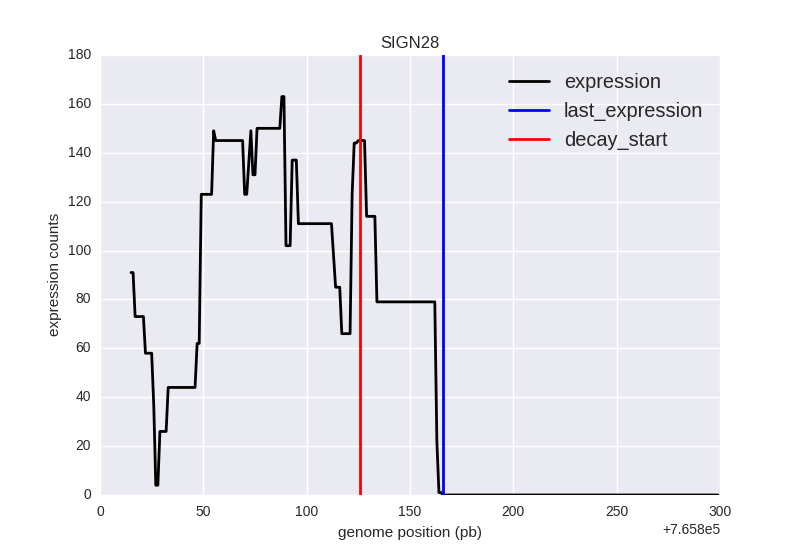 SIGN28
180
160
140
120
100
80
60
40
20
0
expression counts
expression
last_expression
decay_start
0 50 100 150 200 250 300
genome position (pb)
+7.658e5